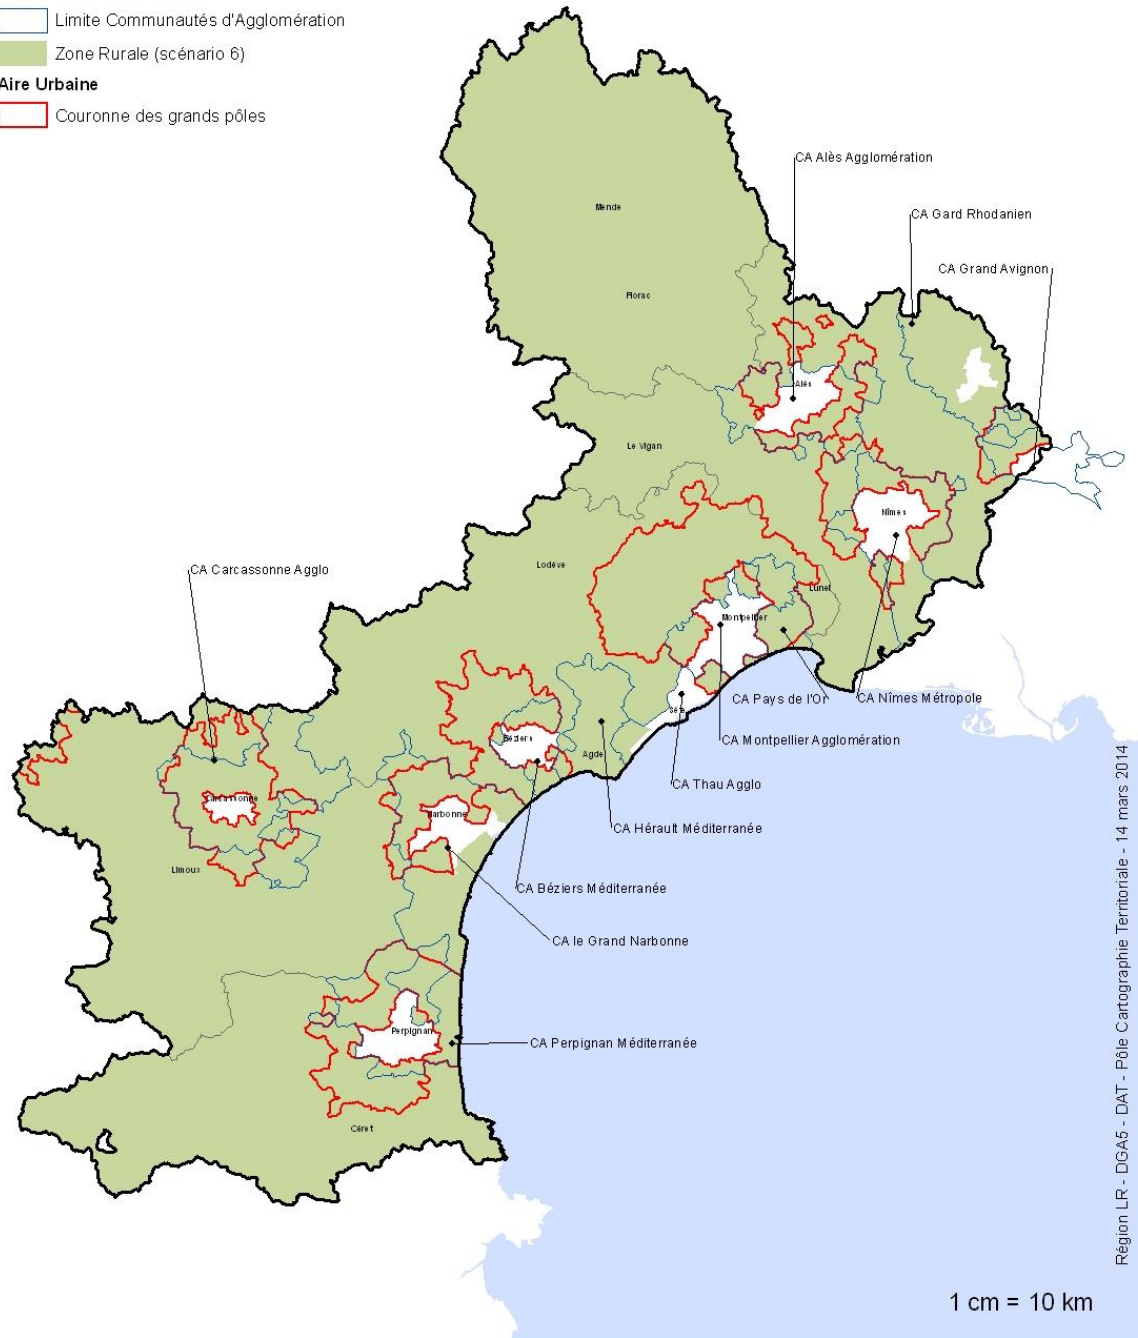 Limite Communautés d'Agglomération
Zone Rurale (scénario 6)
Aire Urbaine
Couronne des grands pôles
CA Alès Agglomération
CA Gard Rhodanien
CA Grand Avignon
Mende
Florac
Alès
Le Vigan
Nîmes
CA Carcassonne Agglo
Lodève
Lunel
Montpellier
CA Pays de l'Or
CA Nîmes Métropole
Sète
CA Montpellier Agglomération
Béziers
Agde
CA Thau Agglo
Carcassonne
Narbonne
CA Hérault Méditerranée
Limoux
CA Béziers Méditerranée
CA le Grand Narbonne
Perpignan
CA Perpignan Méditerranée
Céret
Région LR - DGA5 - DAT - Pôle Cartographie Territoriale - 14 mars 2014
1 cm = 10 km